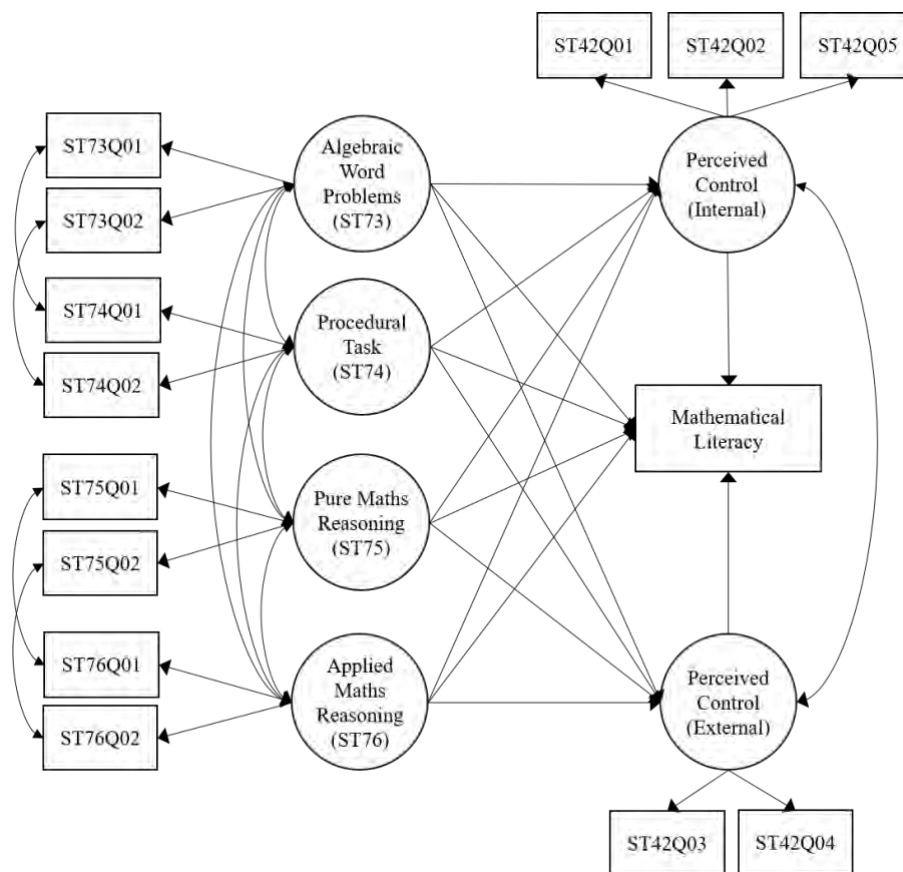 ST42Q01
ST42Q02
ST42Q05
ST73Q01
ST73Q02
ST74Q01
ST74Q02
ST75Q01
ST75Q02
ST76Q01
ST76Q02
Algebraic
Word
Problems
(ST73)
Procedural
Task
(ST74)
Pure Maths
Reasoning
(ST75)
Applied
Maths
Reasoning
(ST76)
Perceived
Control
(Internal)
Mathematical
Literacy
Perceived
Control
(External)
ST42Q03
ST42Q04